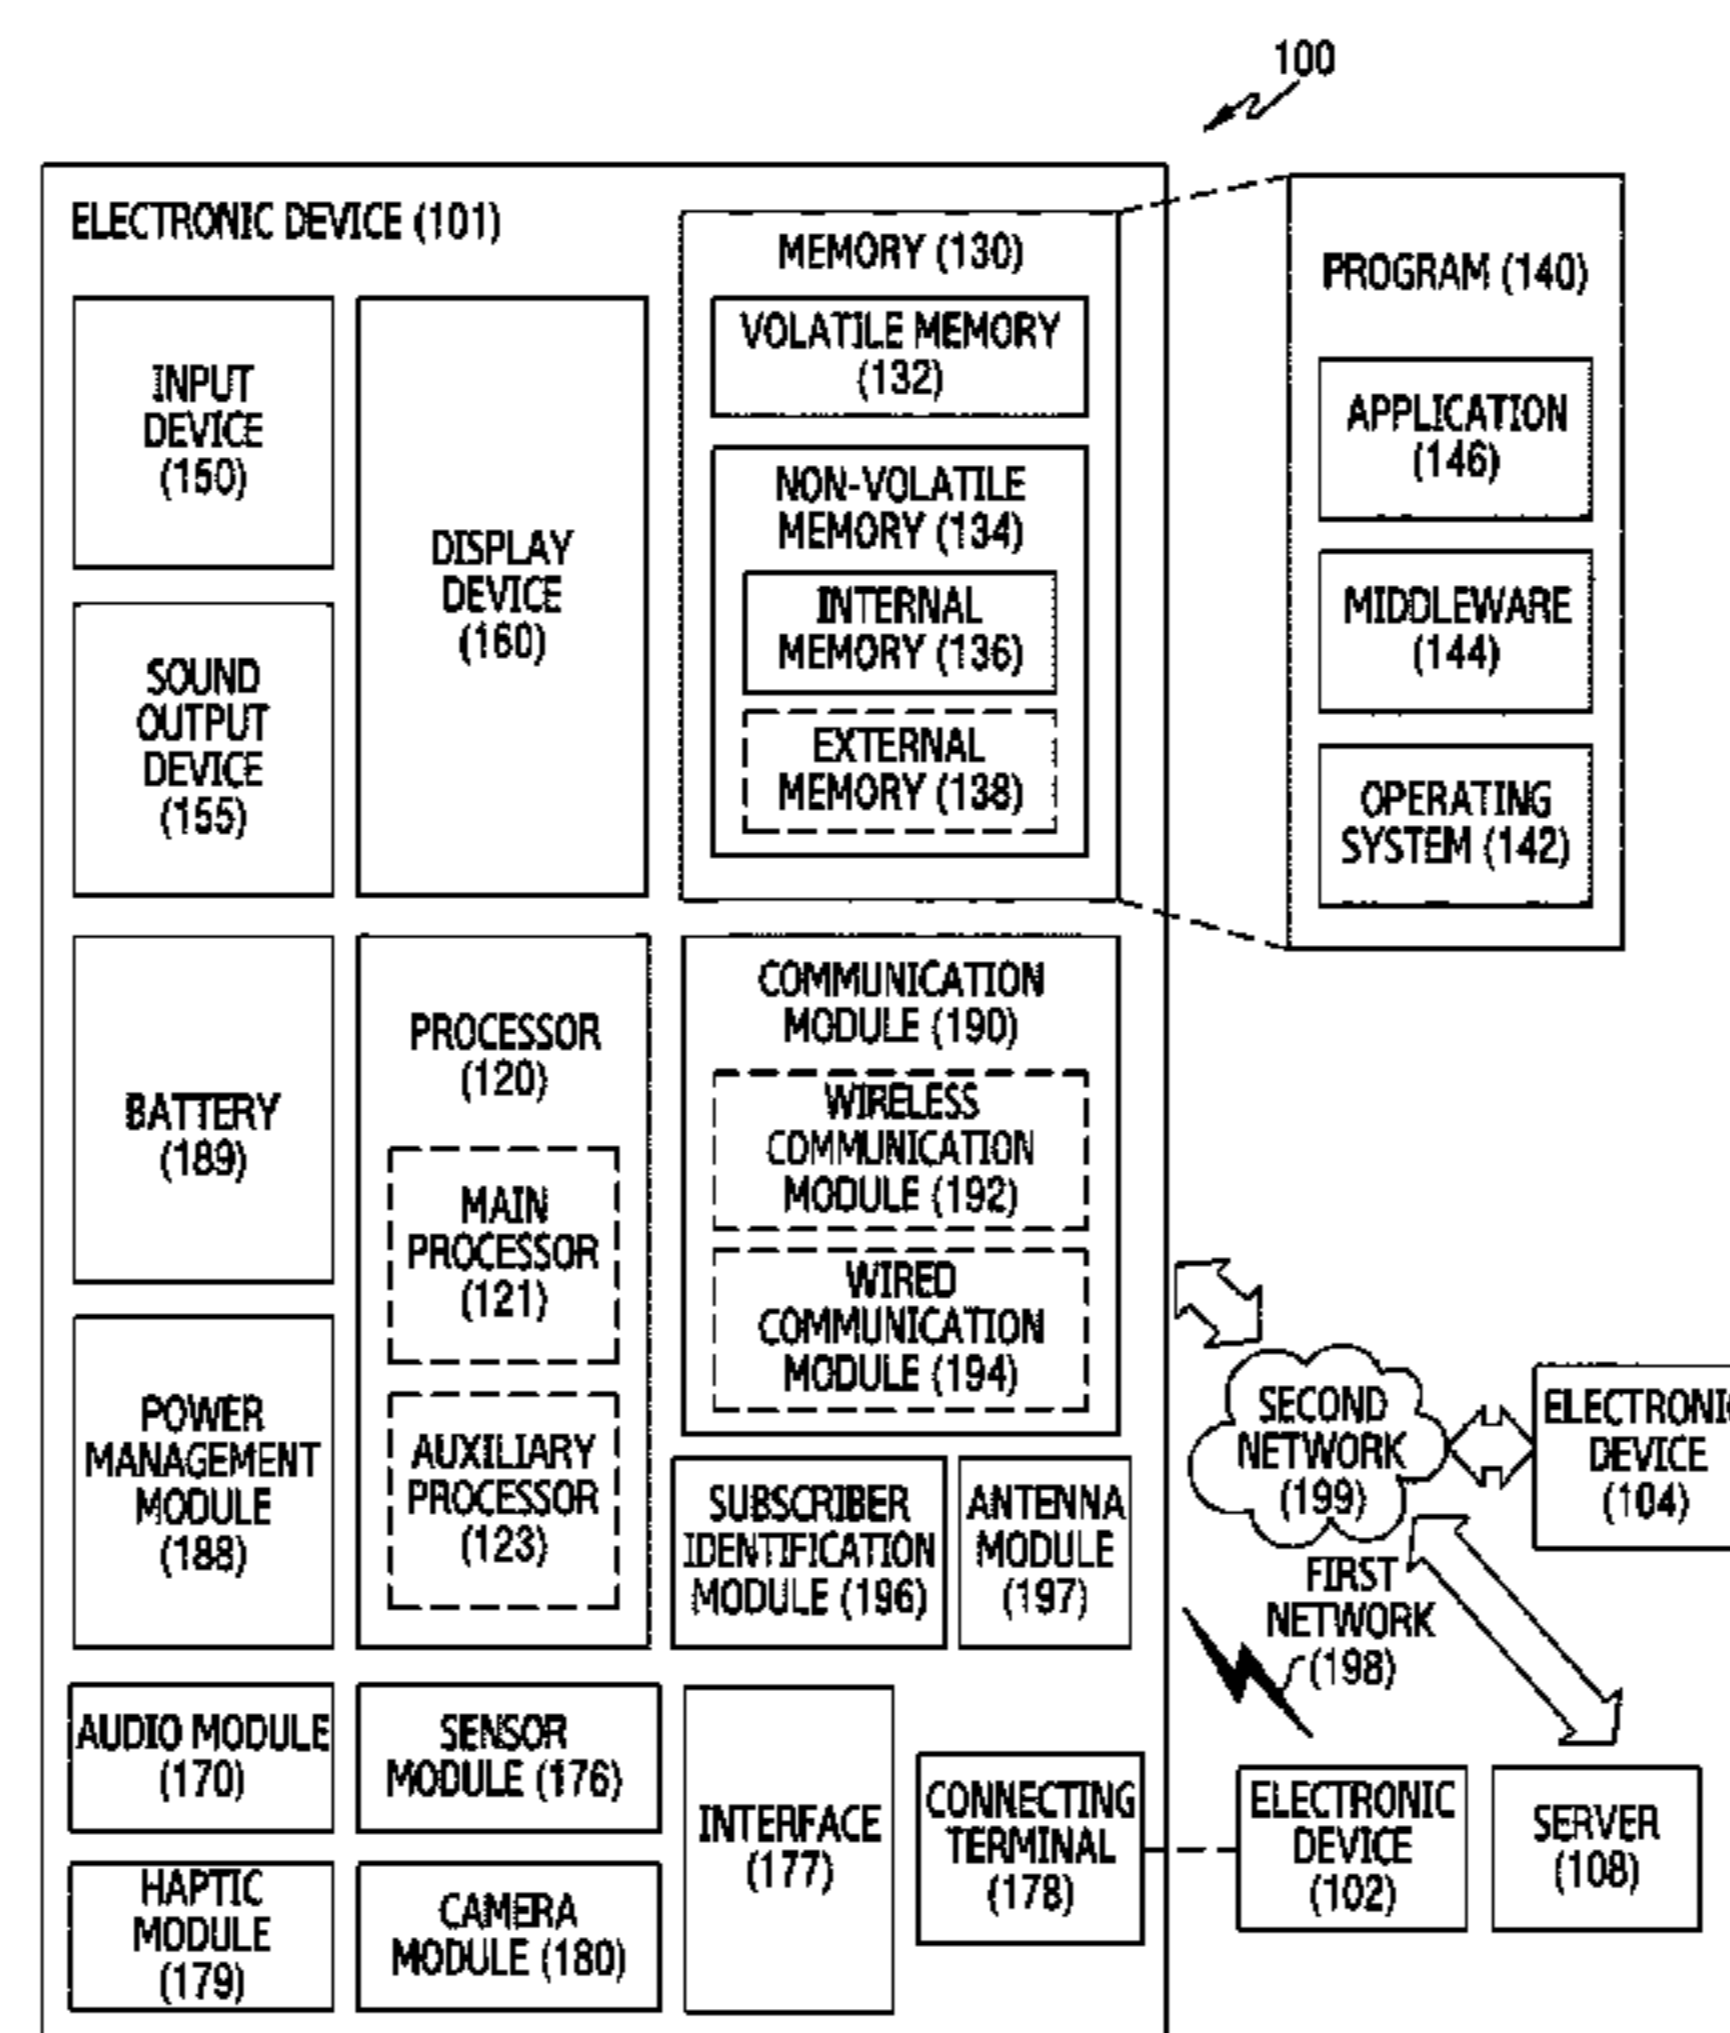 100
ELECTRONIC DEVICE (101)
INPUT
DEVICE
(150)
SOUND
OUTPUT
DEVICE
(155)
DISPLAY
DEVICE
(160)
MEMORY (130)
VOLATILE MEMORY
(132)
NON-VOLATILE
MEMORY (134)
INTERNAL
MEMORY (136)
EXTERNAL
MEMORY (138)
PROGRAM (140)
APPLICATION
(146)
MIDDLEWARE
(144)
OPERATING
SYSTEM (142)
BATTERY
(189)
POWER
MANAGEMENT
MODULE
(188)
PROCESSOR
(120)
MAIN
PROCESSOR
(121)
AUXILIARY
PROCESSOR
(123)
COMMUNICATION
MODULE (190)
WIRELESS
COMMUNICATION
MODULE (192)
WIRED
COMMUNICATION
MODULE (194)
SUBSCRIBER
IDENTIFICATION
MODULE (196)
ANTENNA
MODULE
(197)
SECOND
NETWORK
(199)
ELECTRONIC
DEVICE
(104)
FIRST
NETWORK
(198)
AUDIO MODULE
(170)
SENSOR
MODULE (176)
HAPTIC
MODULE
(179)
CAMERA
MODULE (180)
INTERFACE
(177)
CONNECTING
TERMINAL
(178)
ELECTRONIC
DEVICE
(102)
SERVER
(108)